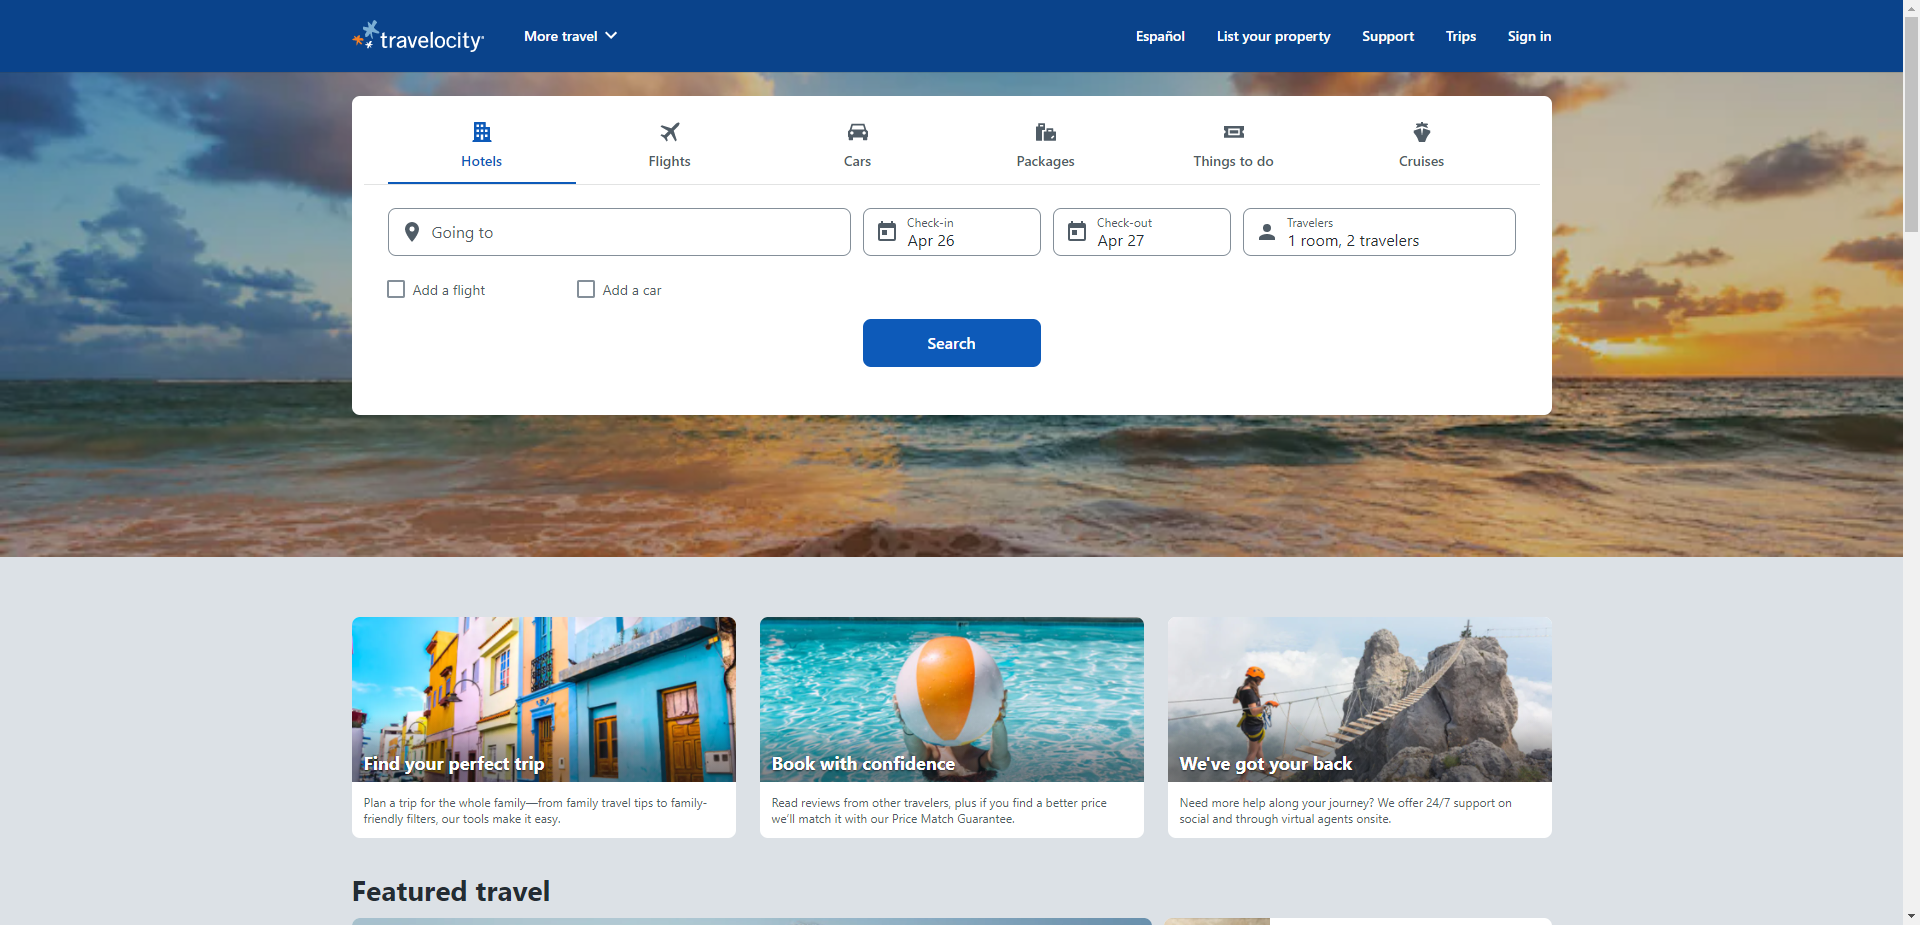 travelocity
More travel
Español
List your property
Support
Trips
Sign in
Hotels
Flights
Cars
Packages
Things to do
Cruises
Going to
Check-in
Apr 26
Check-out
Apr 27
Travelers
1 room, 2 travelers
Add a flight
Add a car
Search
Find your perfect trip
Plan a trip for the whole family—from family travel tips to family-
friendly filters, our tools make it easy.
Book with confidence
Read reviews from other travelers, plus if you find a better price
we’ll match it with our Price Match Guarantee.
We've got your back
Need more help along your journey? We offer 24/7 support on
social and through virtual agents onsite.
Featured travel